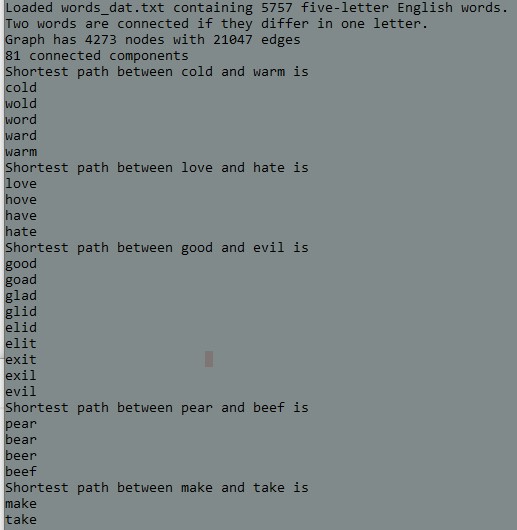 Loaded words_dat.txt containing 5757 five-letter English words.
Two words are connected if they differ in one letter.
Graph has 4273 nodes with 21047 edges
81 connected components
Shortest path between cold and warm is
cold
wold
word
ward
warm
Shortest path between love and hate is
love
hove
have
hate
Shortest path between good and evil is
good
goad
glad
glid
elid
elit
exit
exil
evil
Shortest path between pear and beef is
pear
bear
beer
beef
Shortest path between make and take is
make
take